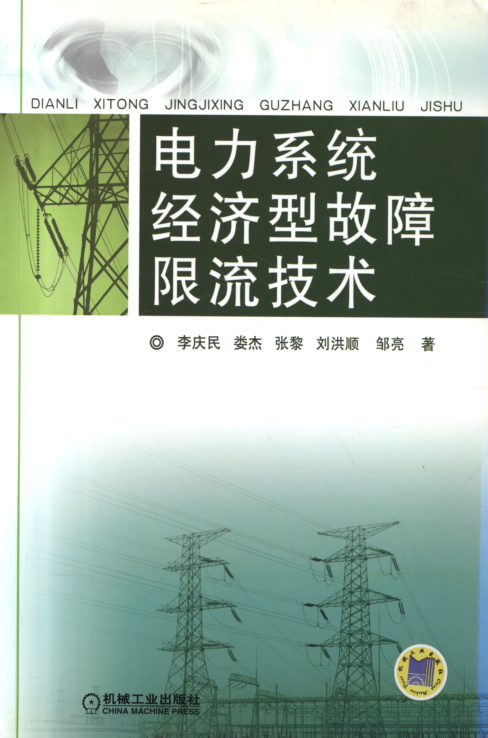 DIANLI XITONG JINGJIXING GUZHANG XIANLIU JISHU
电力系统
经济型故障
限流技术
◎ 李庆民 娄杰 张黎 刘洪顺 邹亮 著
机械工业出版社
CHINA MACHINE PRESS